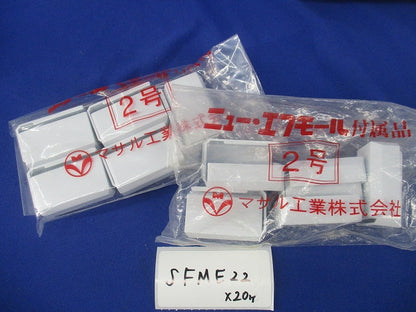 2号
マサル工業株式
ニュー・エフモール付属品
2号
マサル工業株式会社
SFMF22
x20ヶ